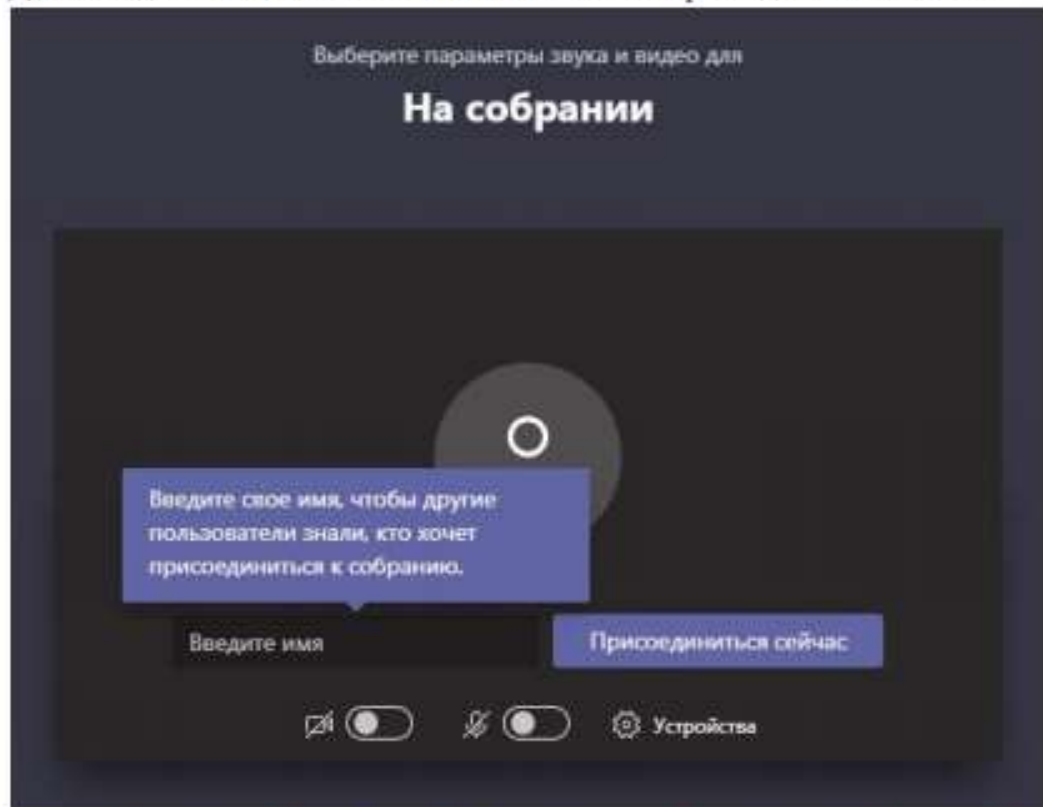 Выберите параметры звука и видео для
На собрании
Введите свое имя, чтобы другие
пользователи знали, кто хочет
присоединиться к собранию.
Введите имя
Присоединиться сейчас
Устройства